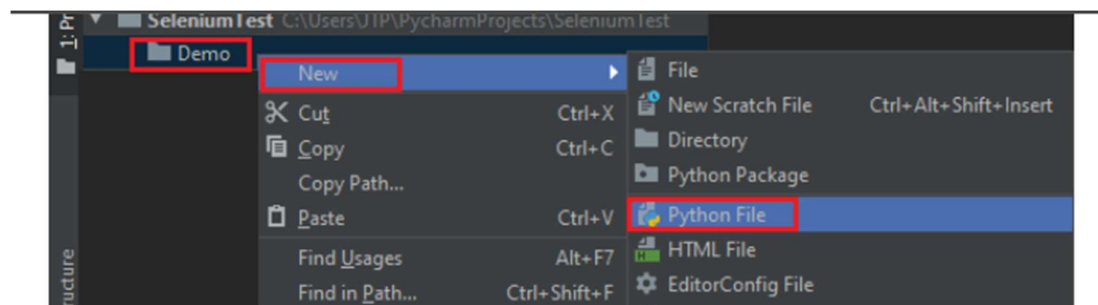 1: Pr
SeleniumTest C:\Users\JTP\PycharmProjects\SeleniumTest
Demo
New
Cut Ctrl+X
Copy Ctrl+C
Copy Path...
Paste Ctrl+V
Find Usages Alt+F7
Find in Path... Ctrl+Shift+F
File
New Scratch File Ctrl+Alt+Shift+Insert
Directory
Python Package
Python File
HTML File
EditorConfig File
ructure